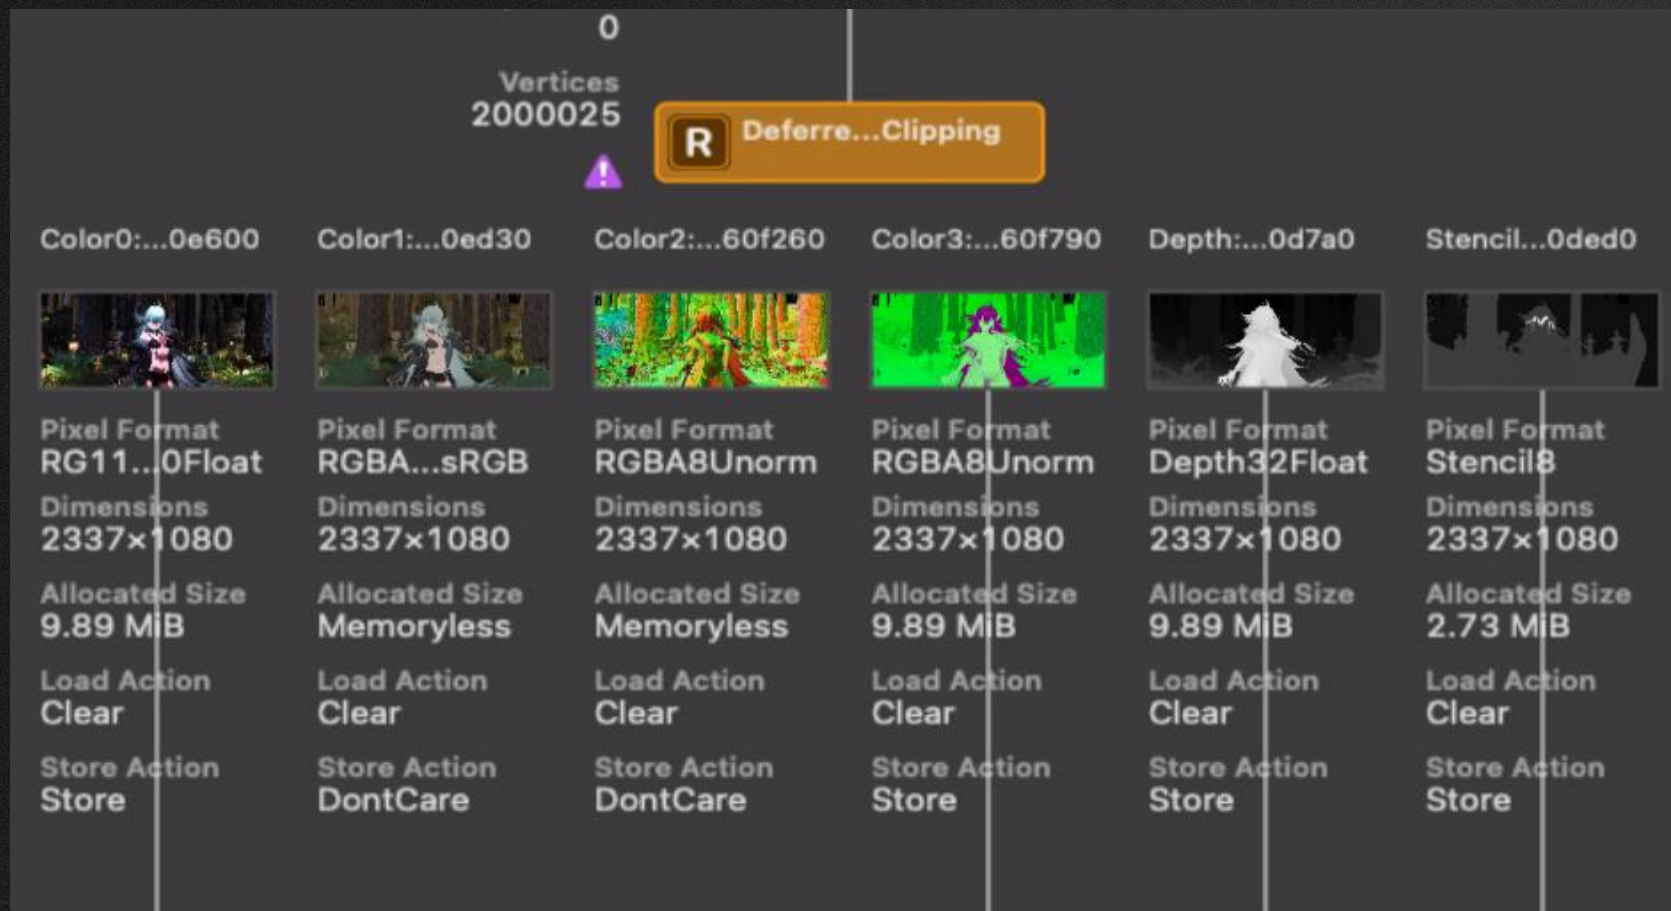 0
Vertices
2000025
R Deferre...Clipping
Color0:...0e600 Color1:...0ed30 Color2:...60f260 Color3:...60f790 Depth:...0d7a0 Stencil...0ded0
Pixel Format Pixel Format Pixel Format Pixel Format Pixel Format Pixel Format
RG11...0Float RGBA...sRGB RGBA8Unorm RGBA8Unorm Depth32Float Stencil8
Dimensions Dimensions Dimensions Dimensions Dimensions Dimensions
2337×1080 2337×1080 2337×1080 2337×1080 2337×1080 2337×1080
Allocated Size Allocated Size Allocated Size Allocated Size Allocated Size Allocated Size
9.89 MiB Memoryless Memoryless 9.89 MiB 9.89 MiB 2.73 MiB
Load Action Load Action Load Action Load Action Load Action Load Action
Clear Clear Clear Clear Clear Clear
Store Action Store Action Store Action Store Action Store Action Store Action
Store DontCare DontCare Store Store Store